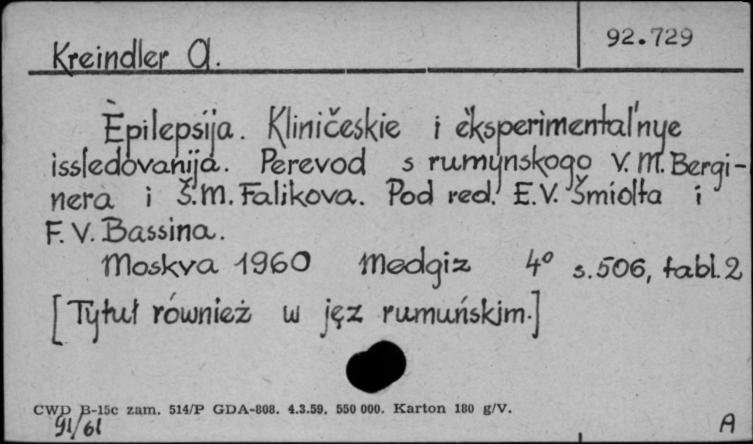 92.729
Kreindler A.
Èpilepsija. Kliničeskie i èksperimental'nye
issledovanija. Perevod s rumynskogo V.M. Bergi-
nera i Š.M. Falikova. Pod red. E.V. Šmidta i
F.V. Bassina.
Moskva 1960 Medgiz 4° s.506, tabl.2
[Tytuł również w jęz rumuńskim.]
CWD B-15c zam. 514/P GDA-808. 4.3.59. 550 000. Karton 180 g/V.
91/61
A